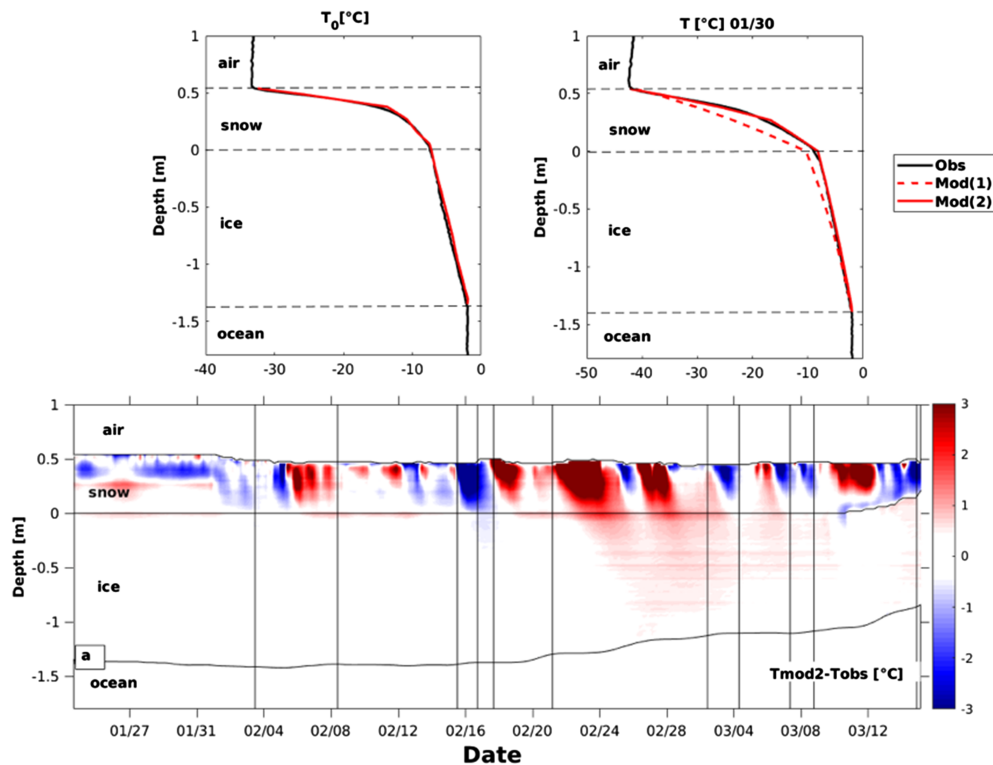 T0[°C]
1
0.5
0
-0.5
-1
-1.5
Depth [m]
air
snow
ice
ocean
-40 -30 -20 -10 0
T [°C] 01/30
1
0.5
0
-0.5
-1
-1.5
Depth [m]
air
snow
ice
ocean
-50 -40 -30 -20 -10 0
Obs
Mod(1)
Mod(2)
1
0.5
0
-0.5
-1
-1.5
Depth [m]
air
snow
ice
a
ocean
Tmod2-Tobs [°C]
3
2
1
0
-1
-2
-3
01/27 01/31 02/04 02/08 02/12 02/16 02/20 02/24 02/28 03/04 03/08 03/12
Date